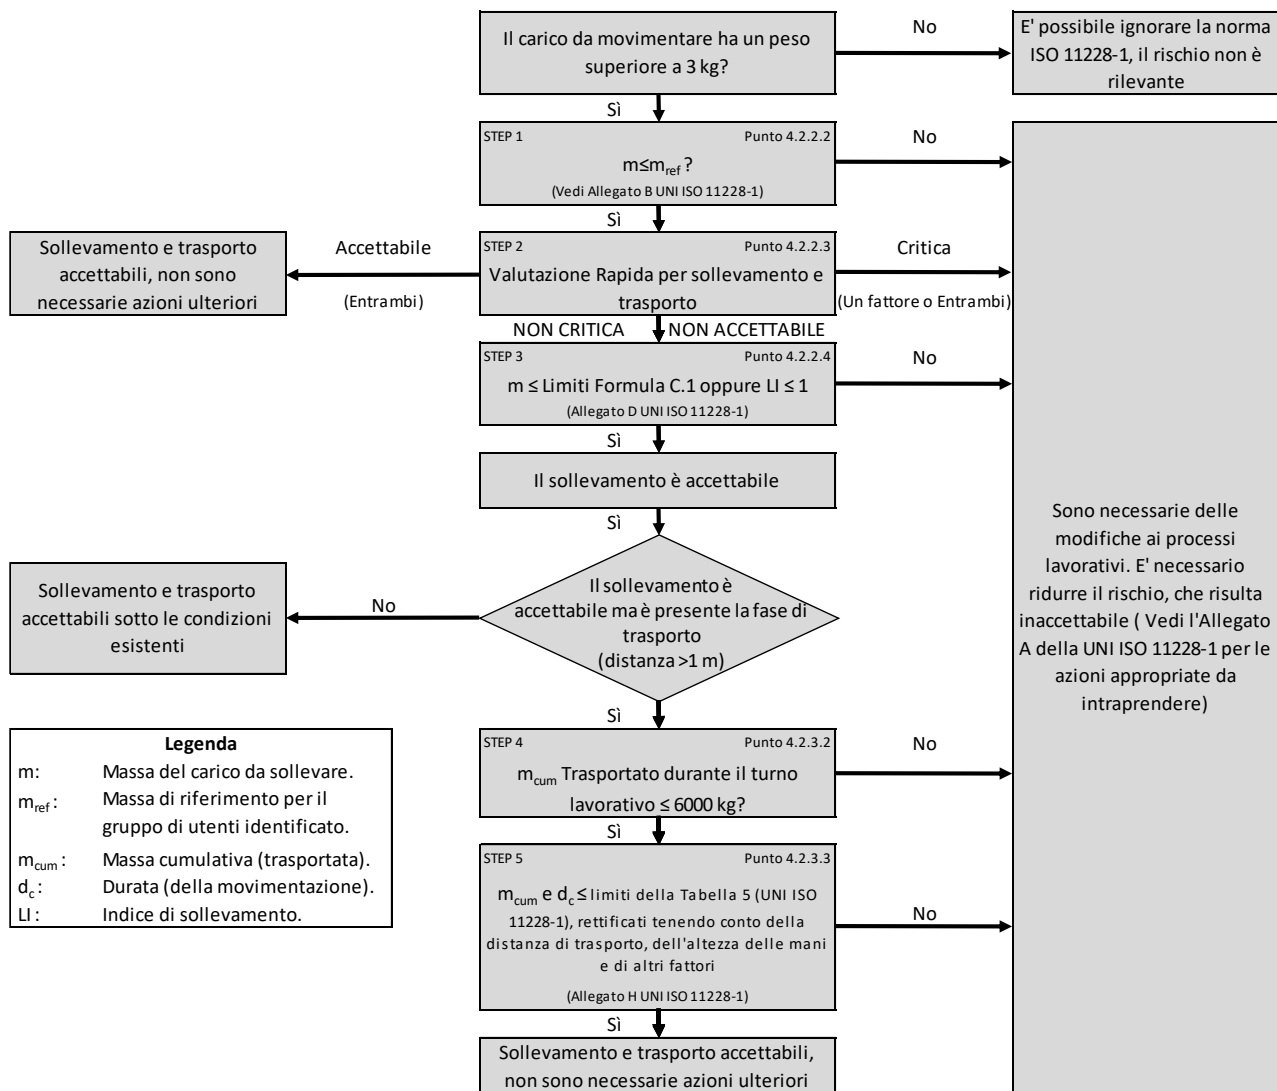 Il carico da movimentare ha un peso
superiore a 3 kg?
No
E' possibile ignorare la norma
ISO 11228-1, il rischio non è
rilevante
Sì
STEP 1 Punto 4.2.2.2
m≤mref ?
(Vedi Allegato B UNI ISO 11228-1)
No
Sì
Sollevamento e trasporto
accettabili, non sono
necessarie azioni ulteriori
Accettabile
(Entrambi)
STEP 2 Punto 4.2.2.3
Valutazione Rapida per sollevamento e
trasporto
Critica
(Un fattore o Entrambi)
NON CRITICA NON ACCETTABILE
STEP 3 Punto 4.2.2.4
m ≤ Limiti Formula C.1 oppure LI ≤ 1
(Allegato D UNI ISO 11228-1)
No
Sì
Il sollevamento è accettabile
Sì
Il sollevamento è
accettabile ma è presente la fase di
trasporto
(distanza >1 m)
No
Sollevamento e trasporto
accettabili sotto le condizioni
esistenti
Sono necessarie delle
modifiche ai processi
lavorativi. E' necessario
ridurre il rischio, che risulta
inaccettabile ( Vedi l'Allegato
A della UNI ISO 11228-1 per le
azioni appropriate da
intraprendere)
Sì
STEP 4 Punto 4.2.3.2
mcum Trasportato durante il turno
lavorativo ≤ 6000 kg?
No
Sì
STEP 5 Punto 4.2.3.3
mcum e dc ≤ limiti della Tabella 5 (UNI ISO
11228-1), rettificati tenendo conto della
distanza di trasporto, dell'altezza delle mani
e di altri fattori
(Allegato H UNI ISO 11228-1)
No
Sì
Sollevamento e trasporto accettabili,
non sono necessarie azioni ulteriori
Legenda
m: Massa del carico da sollevare.
mref : Massa di riferimento per il
gruppo di utenti identificato.
mcum : Massa cumulativa (trasportata).
dc : Durata (della movimentazione).
LI : Indice di sollevamento.